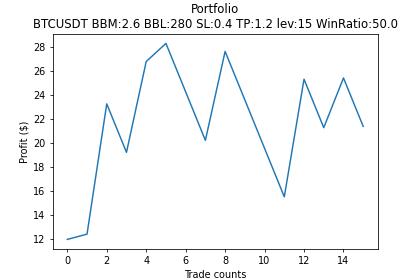 Portfolio
BTCUSDT BBM:2.6 BBL:280 SL:0.4 TP:1.2 lev:15 WinRatio:50.0
28
26
24
22
20
18
16
14
12
Profit ($)
0 2 4 6 8 10 12 14
Trade counts